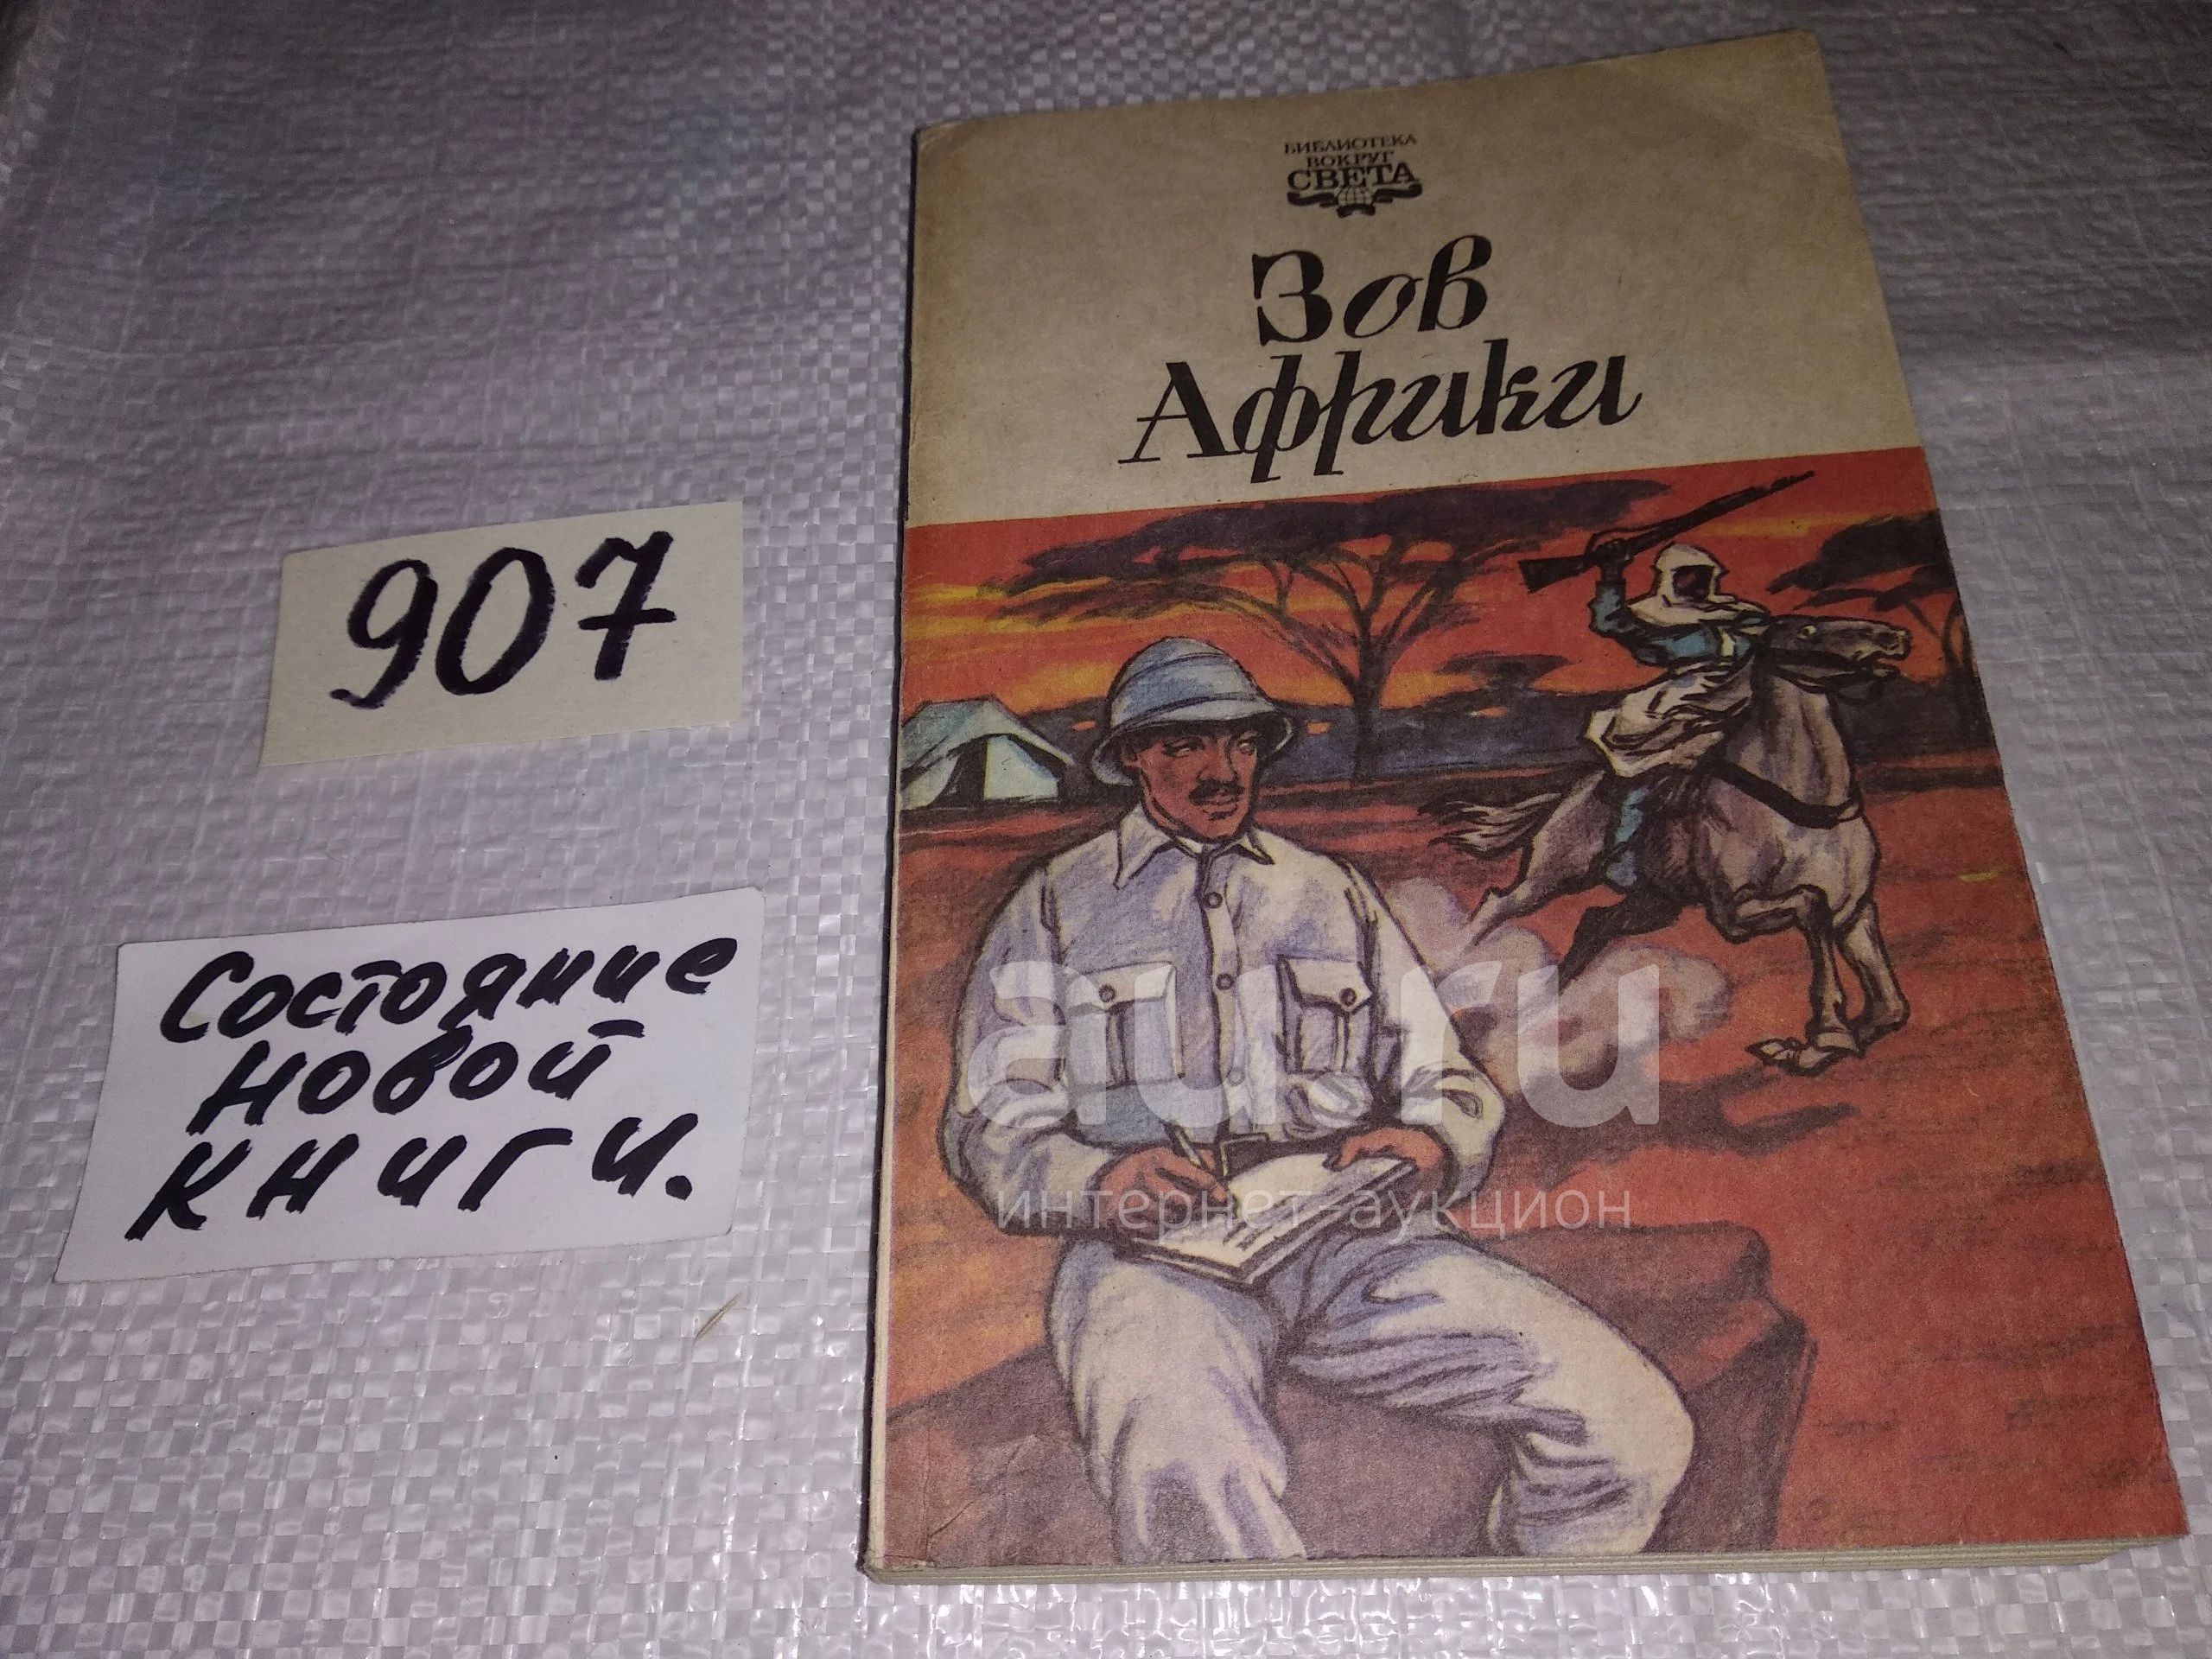 БИБЛИОТЕКА
ВОКРУГ
СВЕТА
Зов
Африки
907
Состояние
новой
книги.
au.ru
интернет-аукцион